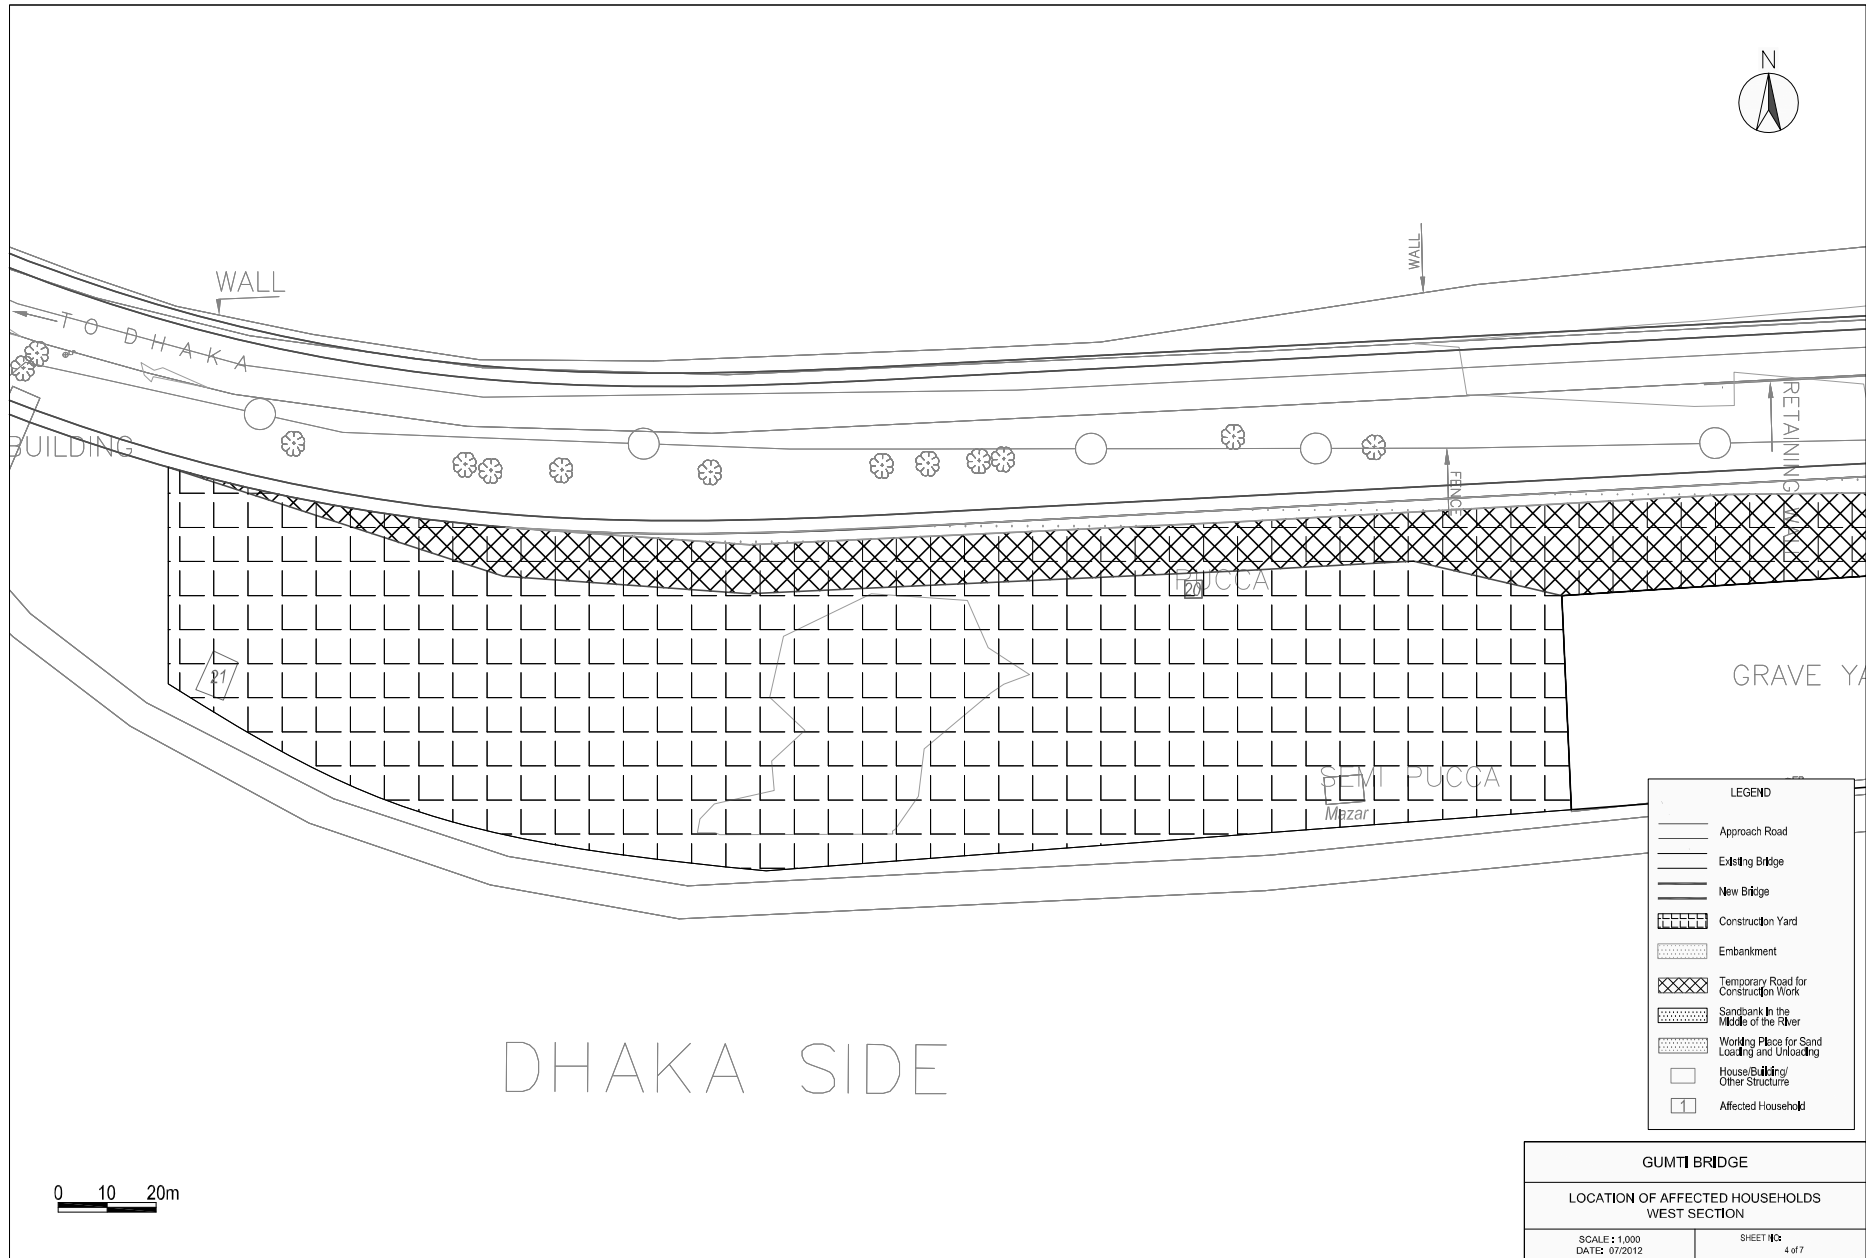 N
WALL
WALL
TO DHAKA
BUILDING
RETAINING WALL
FENCE
PUCCA
20
21
GRAVE YA
SEMI PUCCA
Mazar
DHAKA SIDE
0 10 20m
LEGEND
Approach Road
Existing Bridge
New Bridge
Construction Yard
Embankment
Temporary Road for
Construction Work
Sandbank in the
Middle of the River
Working Place for Sand
Loading and Unloading
House/Building/
Other Structurre
1 Affected Household
GUMTI BRIDGE
LOCATION OF AFFECTED HOUSEHOLDS
WEST SECTION
SCALE : 1,000
DATE: 07/2012
SHEET NO:
4 of 7